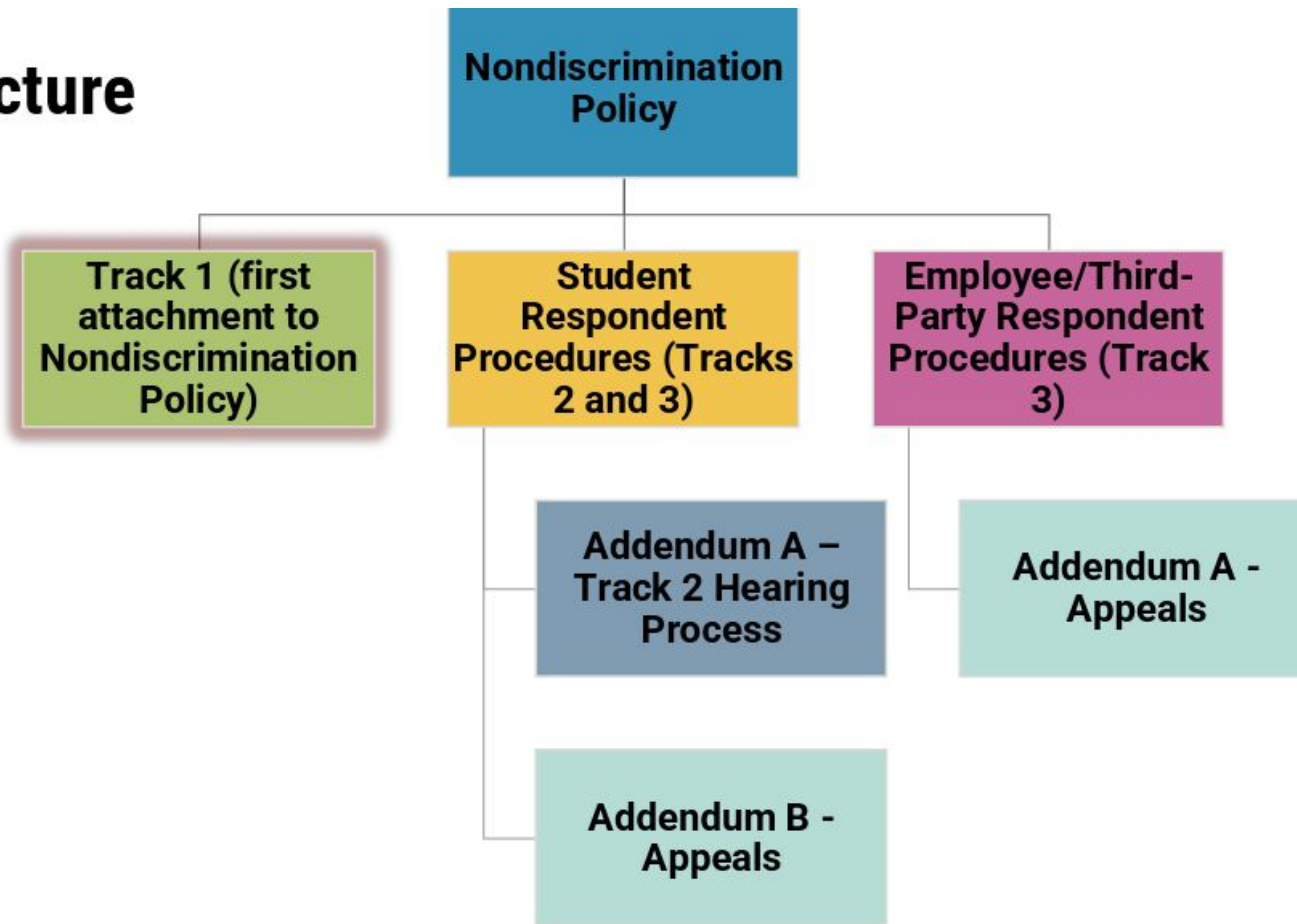 cture
Nondiscrimination
Policy
Track 1 (first
attachment to
Nondiscrimination
Policy)
Student
Respondent
Procedures (Tracks
2 and 3)
Employee/Third-
Party Respondent
Procedures (Track
3)
Addendum A –
Track 2 Hearing
Process
Addendum A -
Appeals
Addendum B -
Appeals